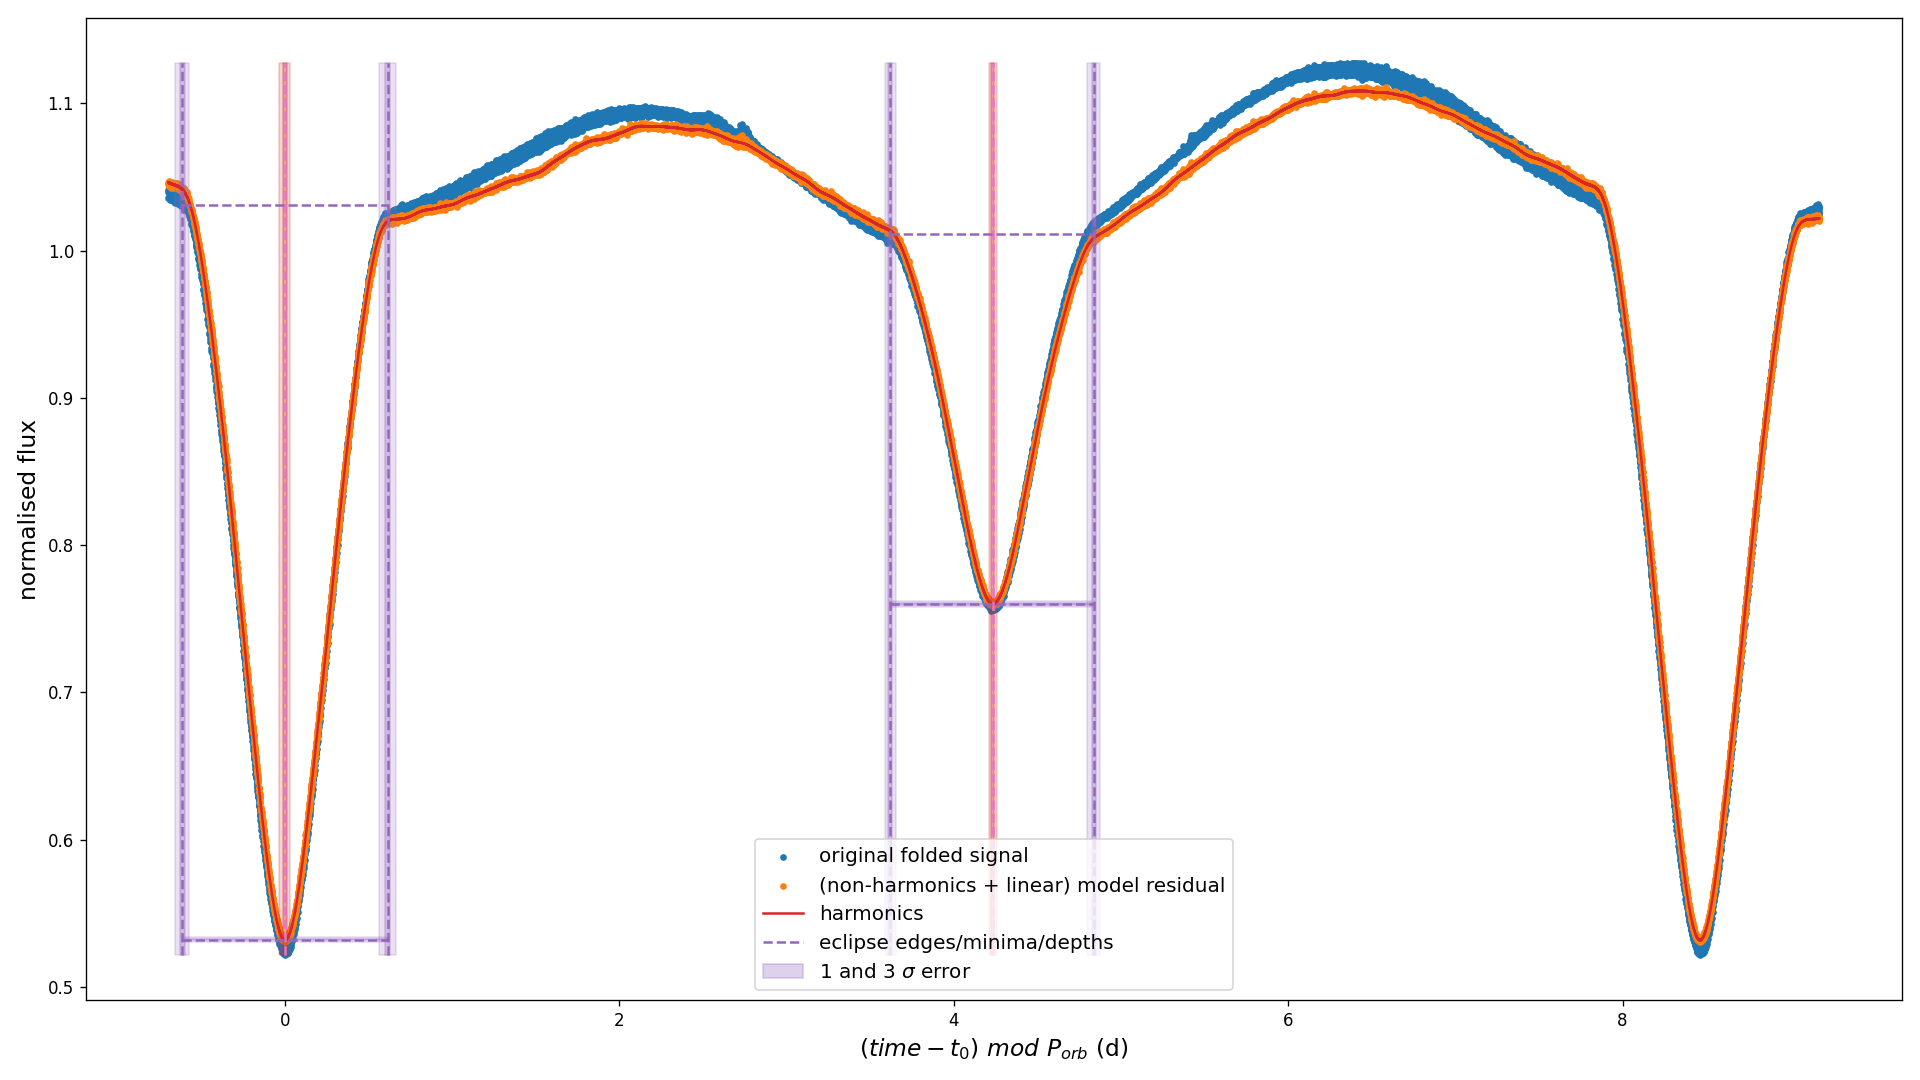 normalised flux
1.1
1.0
0.9
0.8
0.7
0.6
0.5
original folded signal
(non-harmonics + linear) model residual
harmonics
eclipse edges/minima/depths
1 and 3 σ error
0 2 4 6 8
(time − t₀) mod P_orb (d)